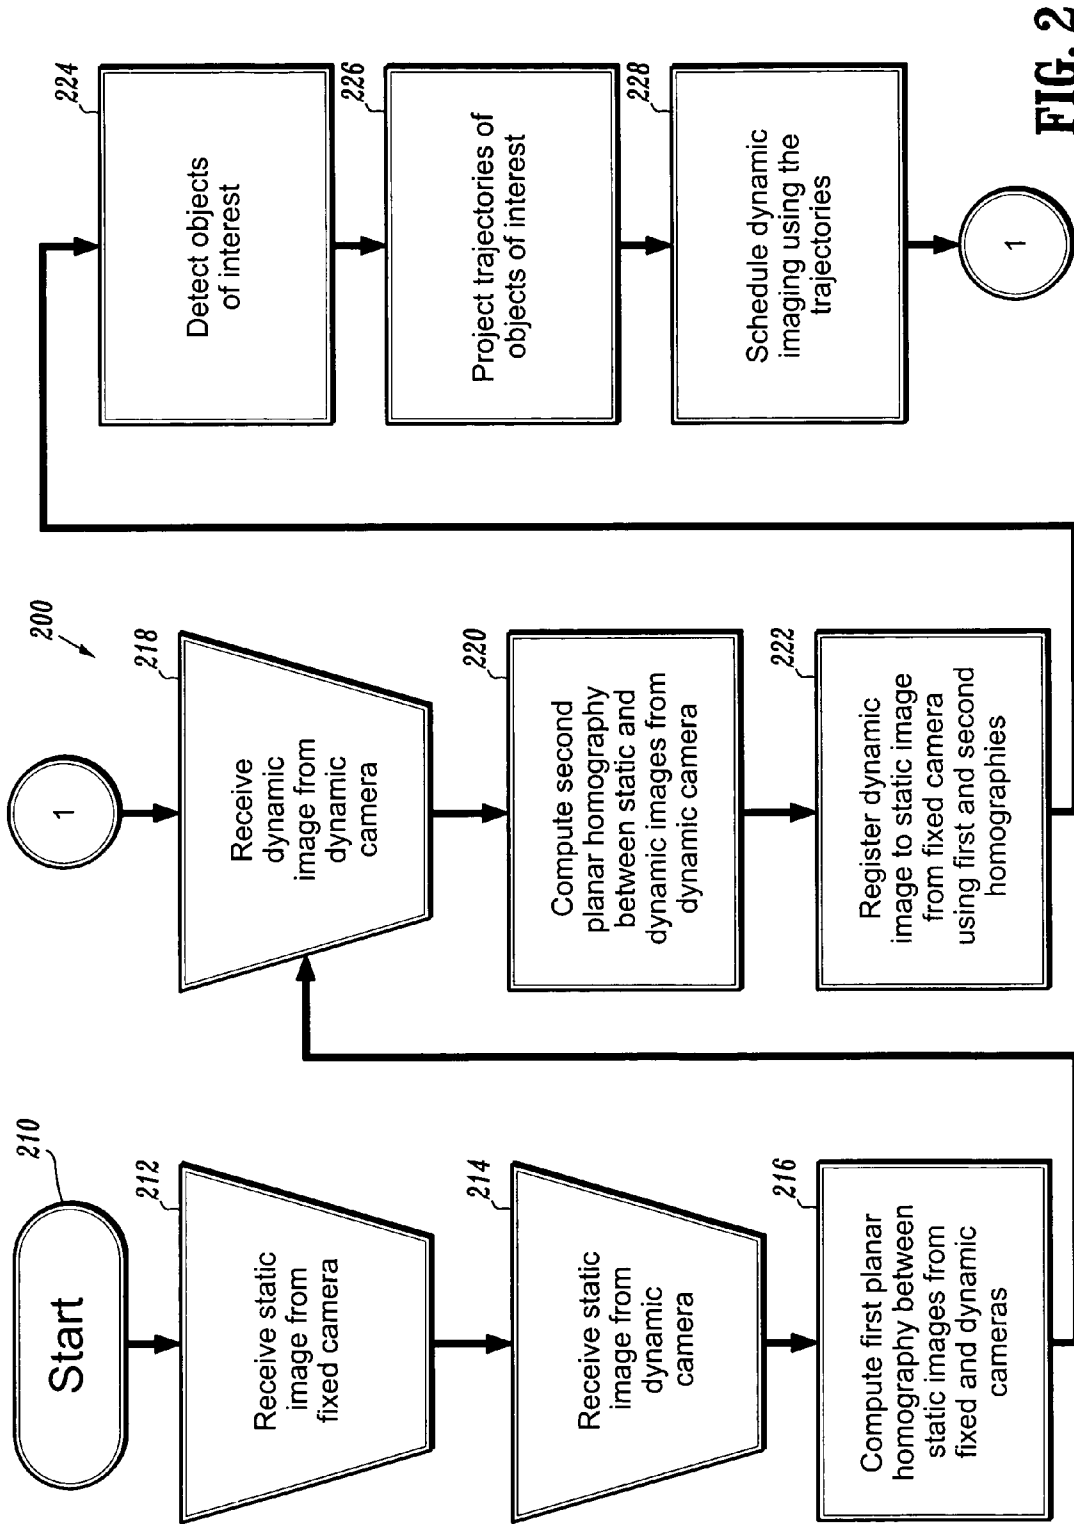 200
210
Start
212
Receive static
image from
fixed camera
214
Receive static
image from
dynamic
camera
216
Compute first planar
homography between
static images from
fixed and dynamic
cameras
1
218
Receive
dynamic
image from
dynamic
camera
220
Compute second
planar homography
between static and
dynamic images from
dynamic camera
222
Register dynamic
image to static image
from fixed camera
using first and second
homographies
224
Detect objects
of interest
226
Project trajectories of
objects of interest
228
Schedule dynamic
imaging using the
trajectories
1
FIG. 2